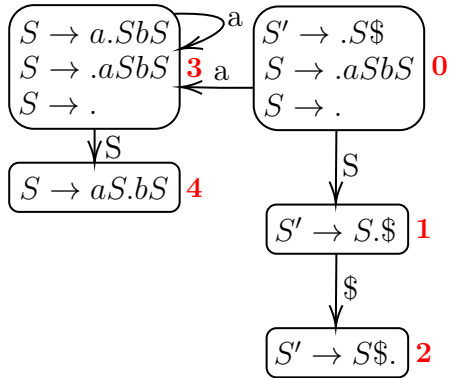 S → a.SbS
S → .aSbS
S → .
3
a
a
S' → .S$
S → .aSbS
S → .
0
S
S → aS.bS
4
S
S' → S.$
1
$
S' → S$.
2